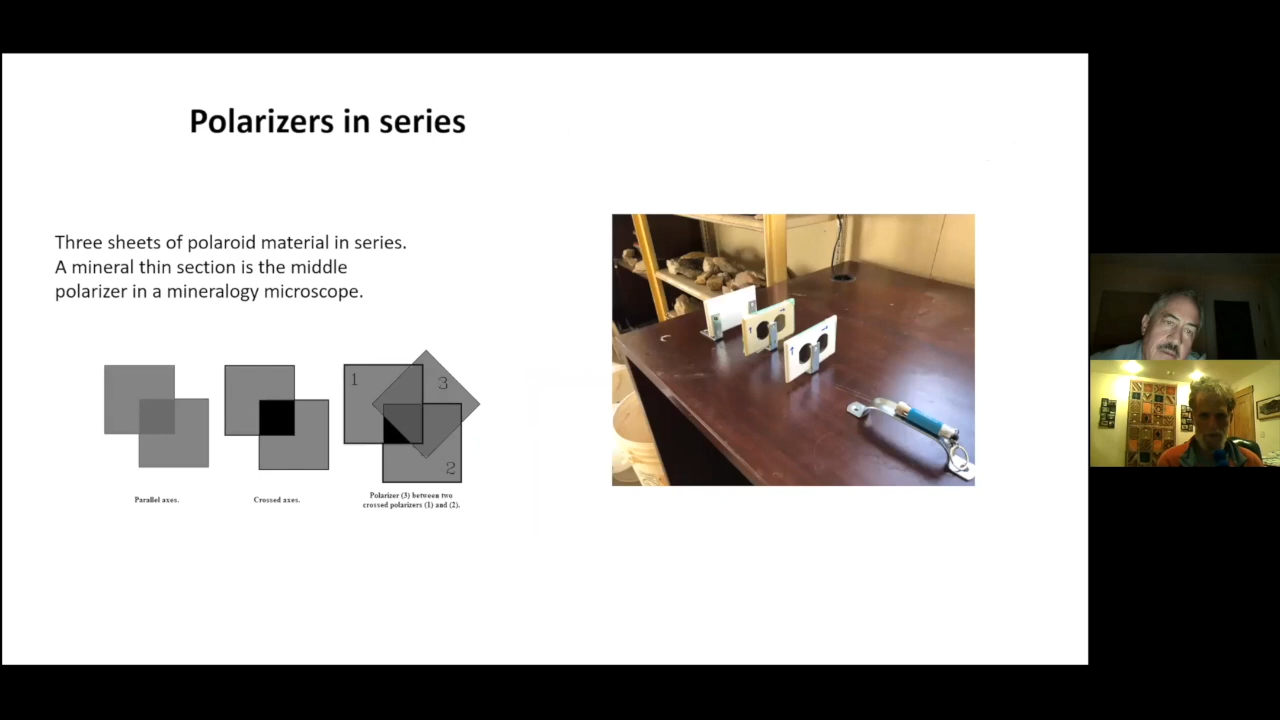 Polarizers in series
Three sheets of polaroid material in series.
A mineral thin section is the middle
polarizer in a mineralogy microscope.
1
3
2
Parallel axes.
Crossed axes.
Polarizer (3) between two
crossed polarizers (1) and (2).